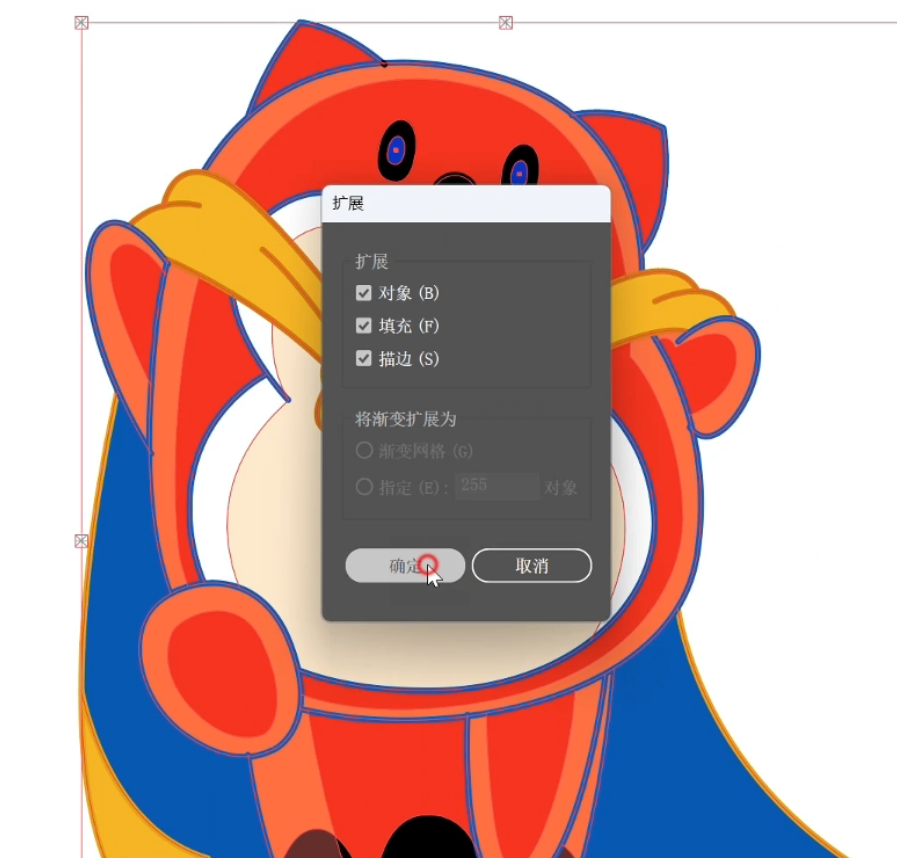 扩展
扩展
对象 (B)
填充 (F)
描边 (S)
将渐变扩展为
渐变网格 (G)
指定 (E): 255 对象
确定 取消